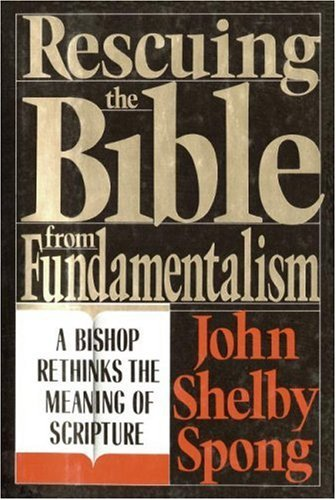 Rescuing
the
Bible
from
Fundamentalism
A BISHOP
RETHINKS THE
MEANING OF
SCRIPTURE
John
Shelby
Spong